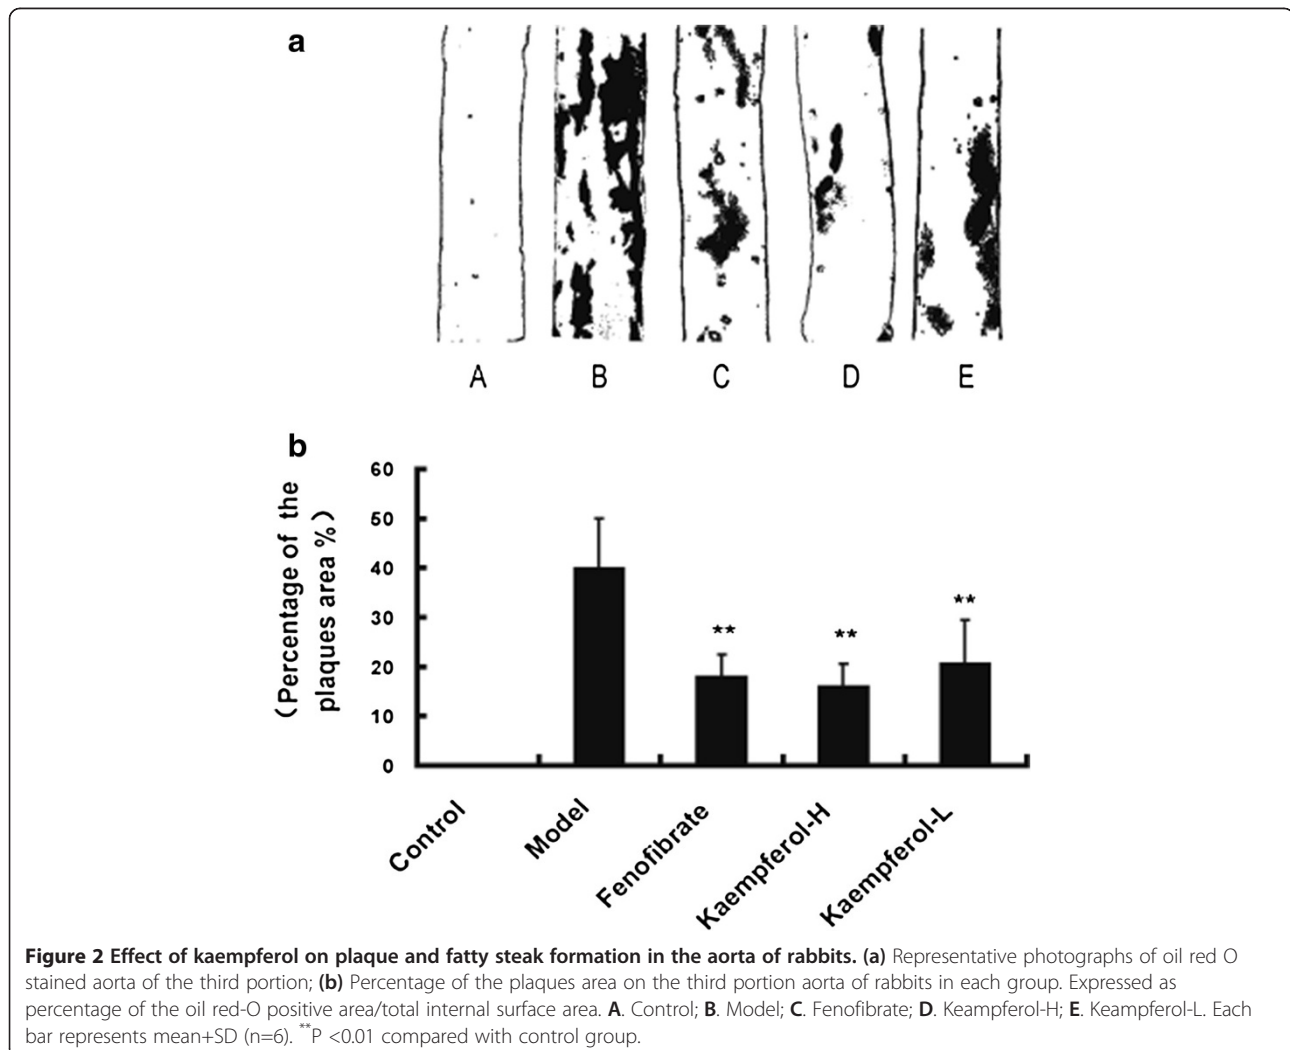 a
A B C D E
b
(Percentage of the
plaques area %)
60
50
40
30
20
10
0
** ** **
Control Model Fenofibrate Kaempferol-H Kaempferol-L
Figure 2 Effect of kaempferol on plaque and fatty steak formation in the aorta of rabbits. (a) Representative photographs of oil red O
stained aorta of the third portion; (b) Percentage of the plaques area on the third portion aorta of rabbits in each group. Expressed as
percentage of the oil red-O positive area/total internal surface area. A. Control; B. Model; C. Fenofibrate; D. Keampferol-H; E. Keampferol-L. Each
bar represents mean+SD (n=6). **P <0.01 compared with control group.